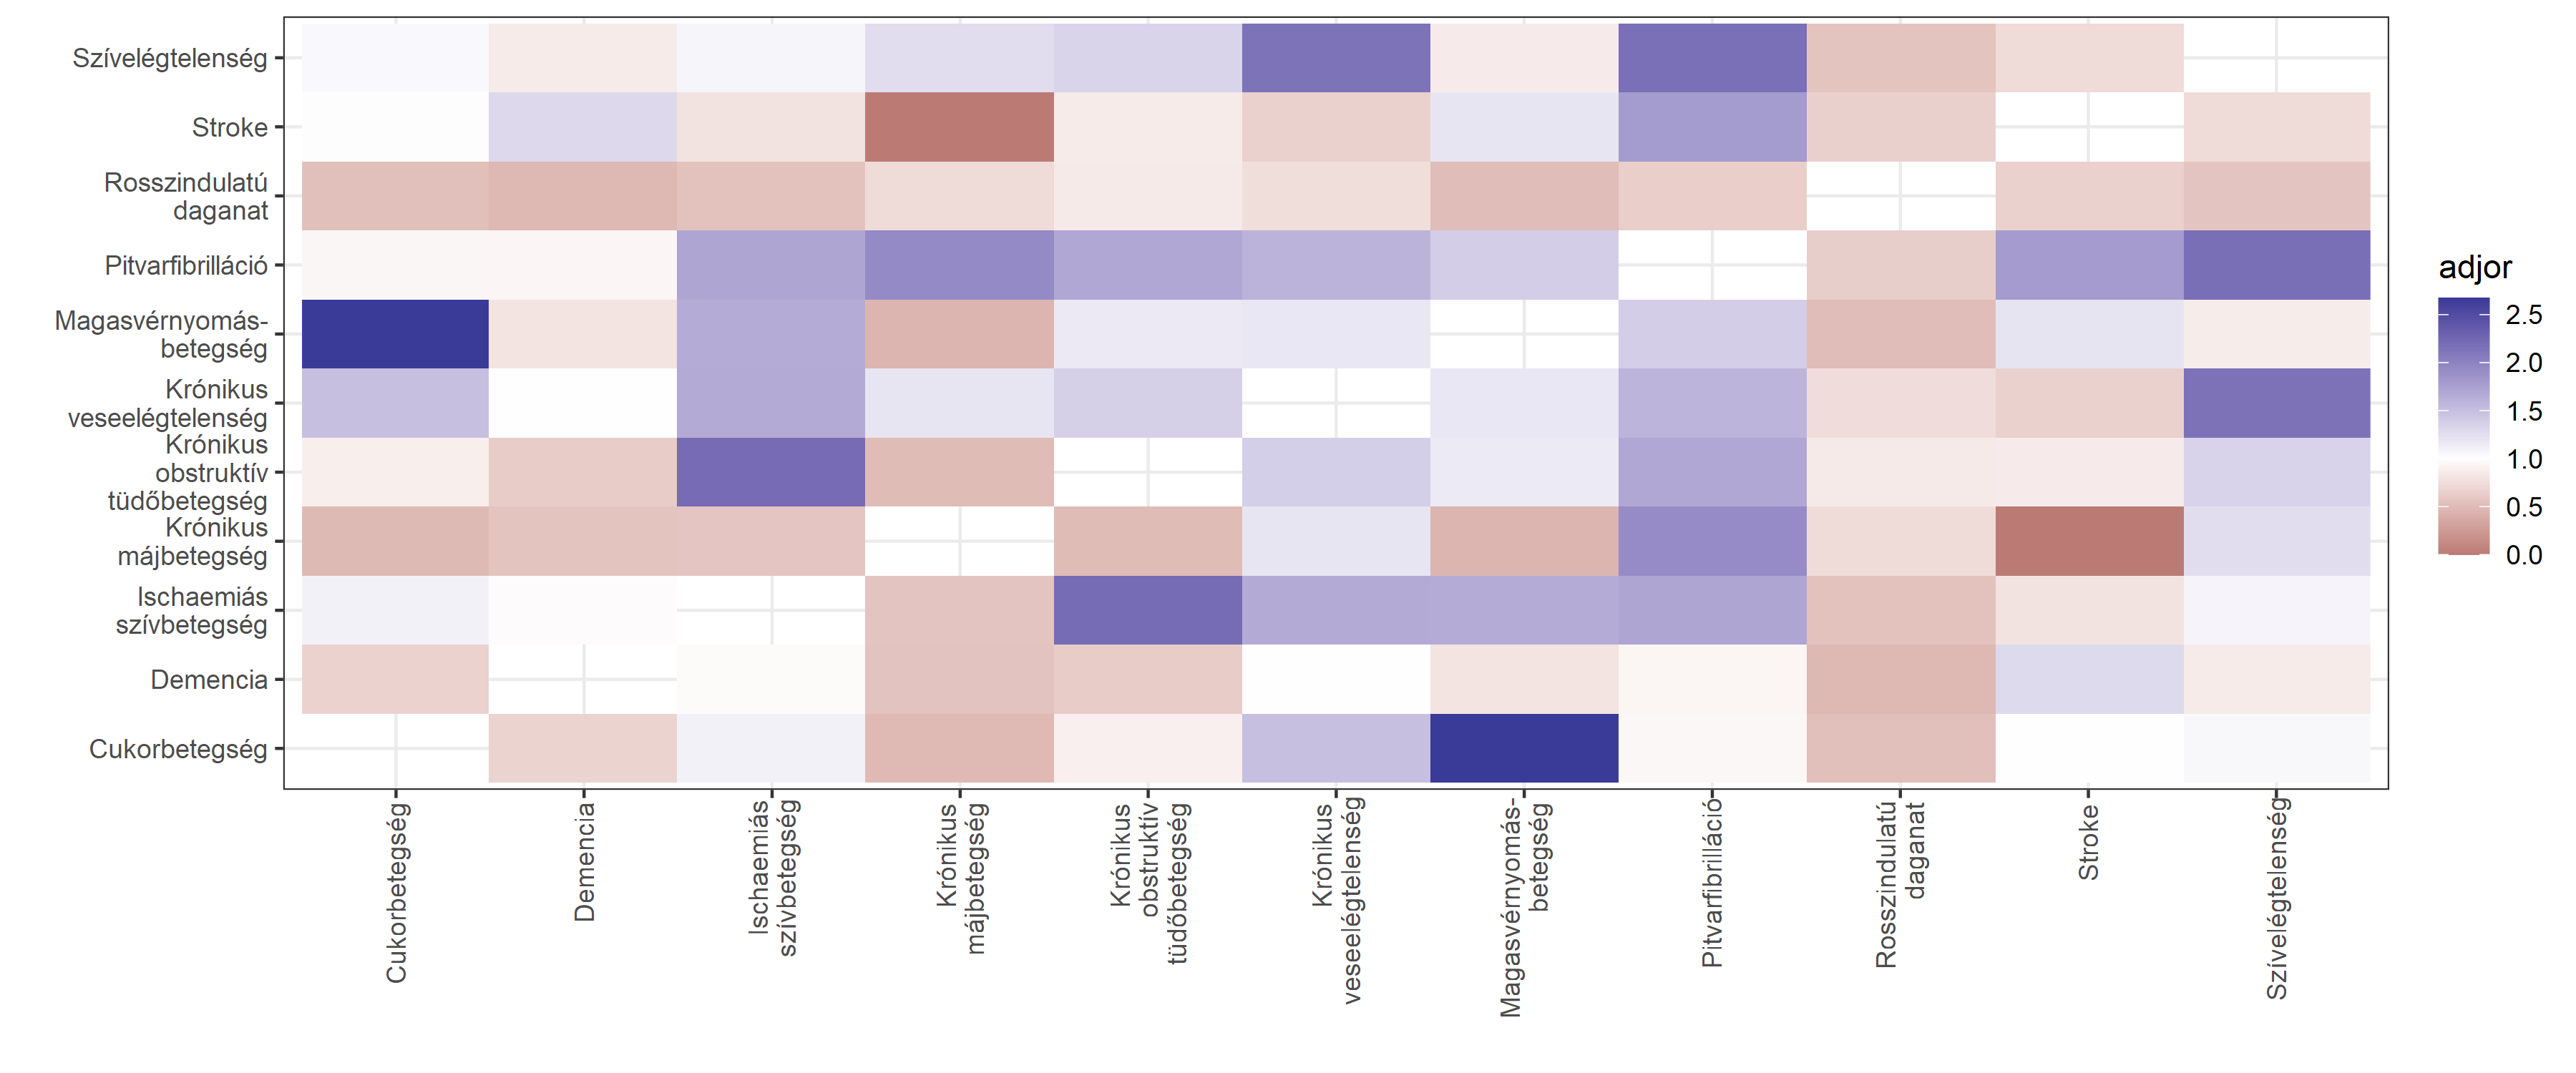 Szívelégtelenség
Stroke
Rosszindulatú
daganat
Pitvarfibrilláció
Magasvérnyomás-
betegség
Krónikus
veseelégtelenség
Krónikus
obstruktív
tüdőbetegség
Krónikus
májbetegség
Ischaemiás
szívbetegség
Demencia
Cukorbetegség
Cukorbetegség
Demencia
Ischaemiás
szívbetegség
Krónikus
májbetegség
Krónikus
obstruktív
tüdőbetegség
Krónikus
veseelégtelenség
Magasvérnyomás-
betegség
Pitvarfibrilláció
Rosszindulatú
daganat
Stroke
Szívelégtelenség
adjor
2.5
2.0
1.5
1.0
0.5
0.0